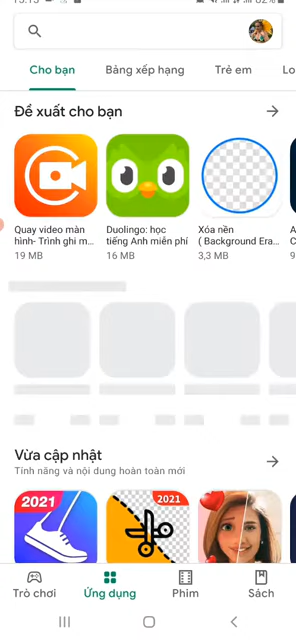 Cho bạn Bảng xếp hạng Trẻ em Lo
Đề xuất cho bạn
Quay video màn
hình- Trình ghi m...
19 MB
Duolingo: học
tiếng Anh miễn phí
16 MB
Xóa nền
( Background Era...
3,3 MB
A
C
9
Vừa cập nhật
Tính năng và nội dung hoàn toàn mới
2021
2021
Trò chơi Ứng dụng Phim Sách